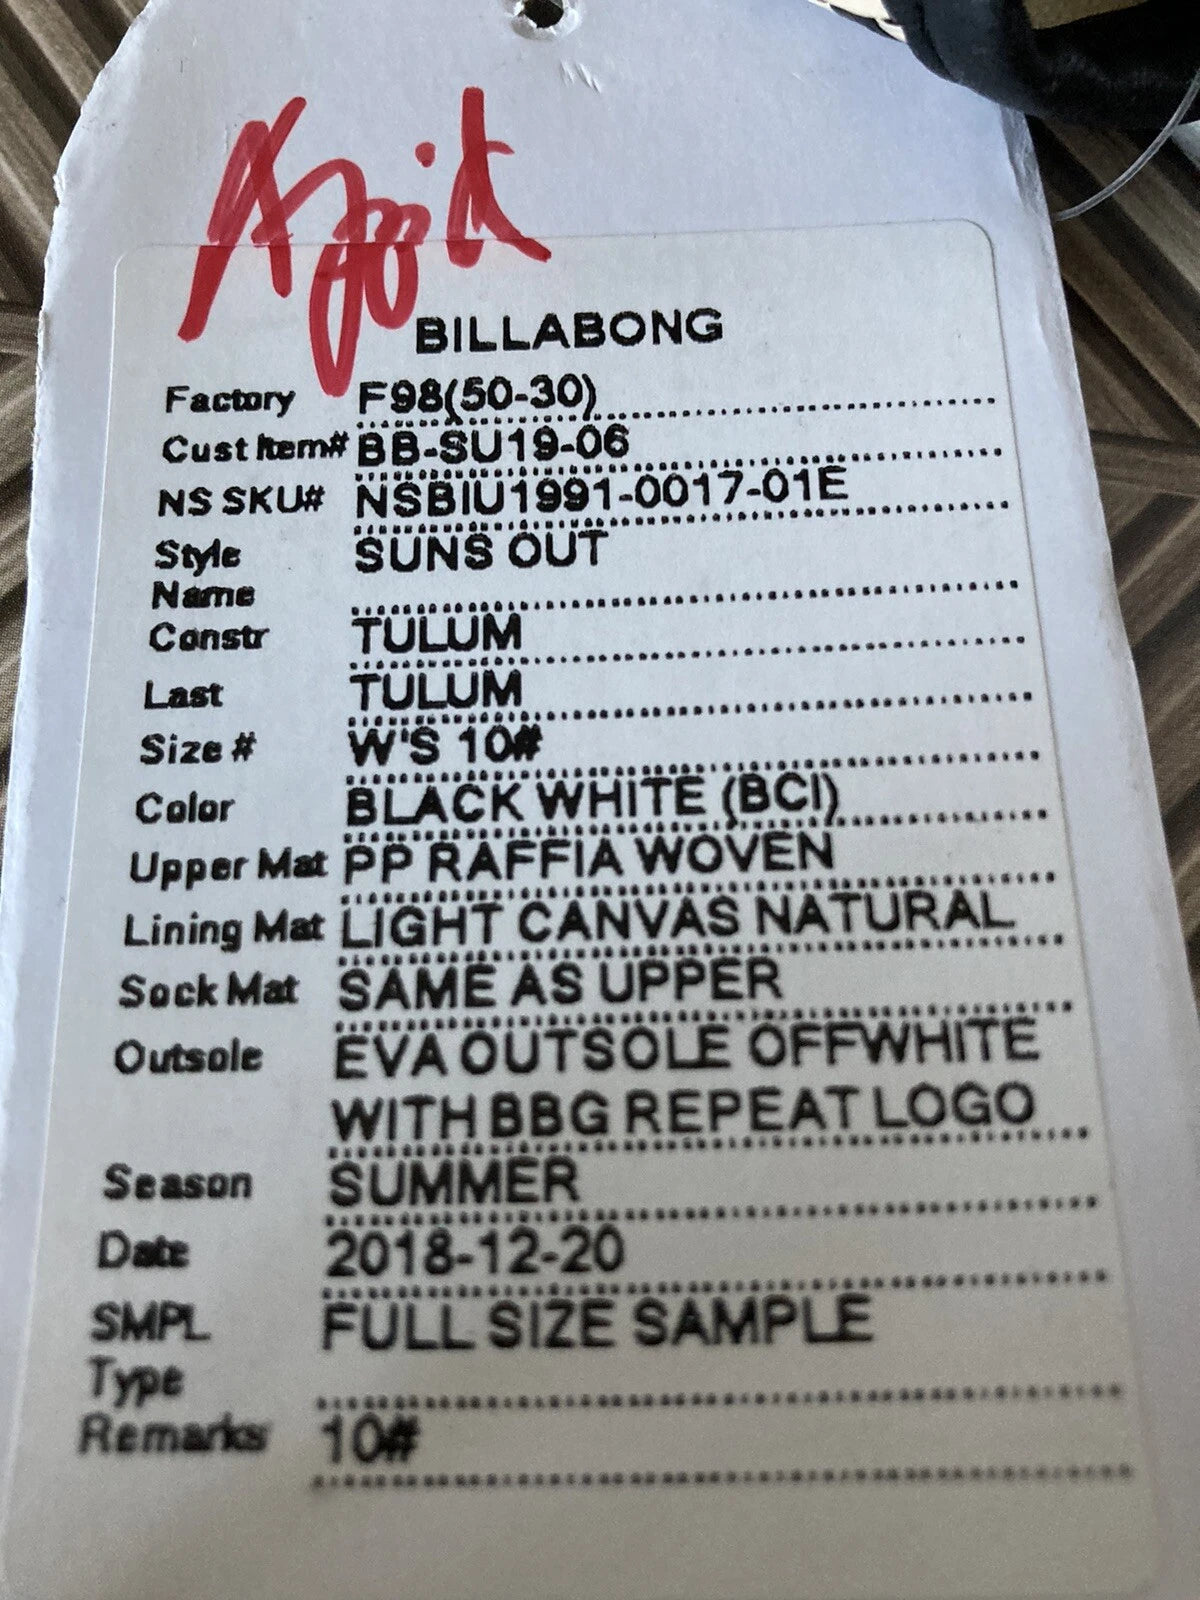 BILLABONG
Factory F98(50-30)
Cust Item# BB-SU19-06
NS SKU# NSBIU1991-0017-01E
Style SUNS OUT
Name
Constr TULUM
Last TULUM
Size # W'S 10#
Color BLACK WHITE (BCI)
Upper Mat PP RAFFIA WOVEN
Lining Mat LIGHT CANVAS NATURAL
Sock Mat SAME AS UPPER
Outsole EVA OUTSOLE OFFWHITE
WITH BBG REPEAT LOGO
Season SUMMER
Date 2018-12-20
SMPL FULL SIZE SAMPLE
Type
Remarks 10#